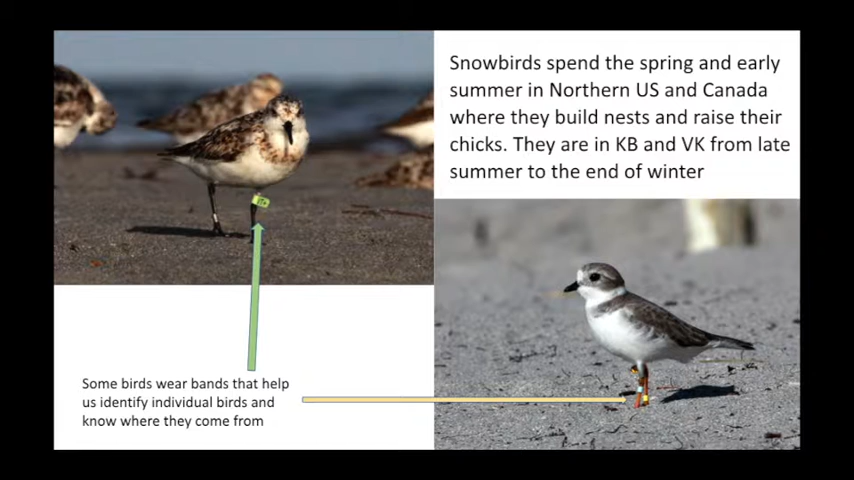 Snowbirds spend the spring and early
summer in Northern US and Canada
where they build nests and raise their
chicks. They are in KB and VK from late
summer to the end of winter
Some birds wear bands that help
us identify individual birds and
know where they come from